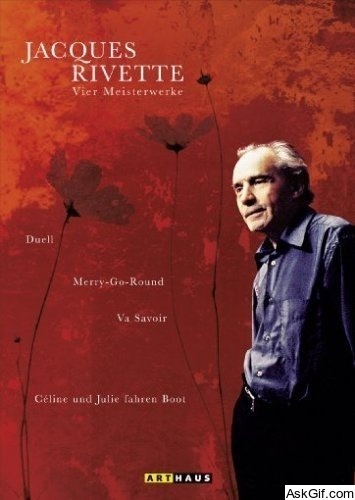 JACQUES
RIVETTE
Vier Meisterwerke
Duell
Merry-Go-Round
Va Savoir
Céline und Julie fahren Boot
ARTHAUS
AskGif.com